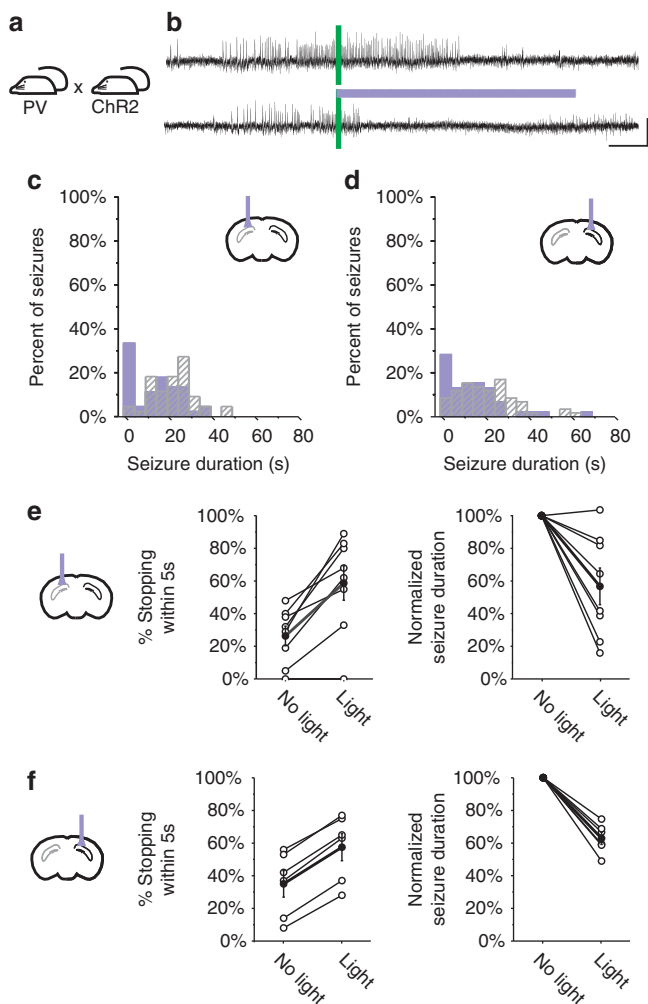 a
b
PV x ChR2
c
d
100%
80%
60%
40%
20%
0%
Percent of seizures
0 20 40 60 80
Seizure duration (s)
100%
80%
60%
40%
20%
0%
Percent of seizures
0 20 40 60 80
Seizure duration (s)
e
% Stopping
within 5s
100%
80%
60%
40%
20%
0%
No light
Light
Normalized
seizure duration
100%
80%
60%
40%
20%
0%
No light
Light
f
% Stopping
within 5s
100%
80%
60%
40%
20%
0%
No light
Light
Normalized
seizure duration
100%
80%
60%
40%
20%
0%
No light
Light